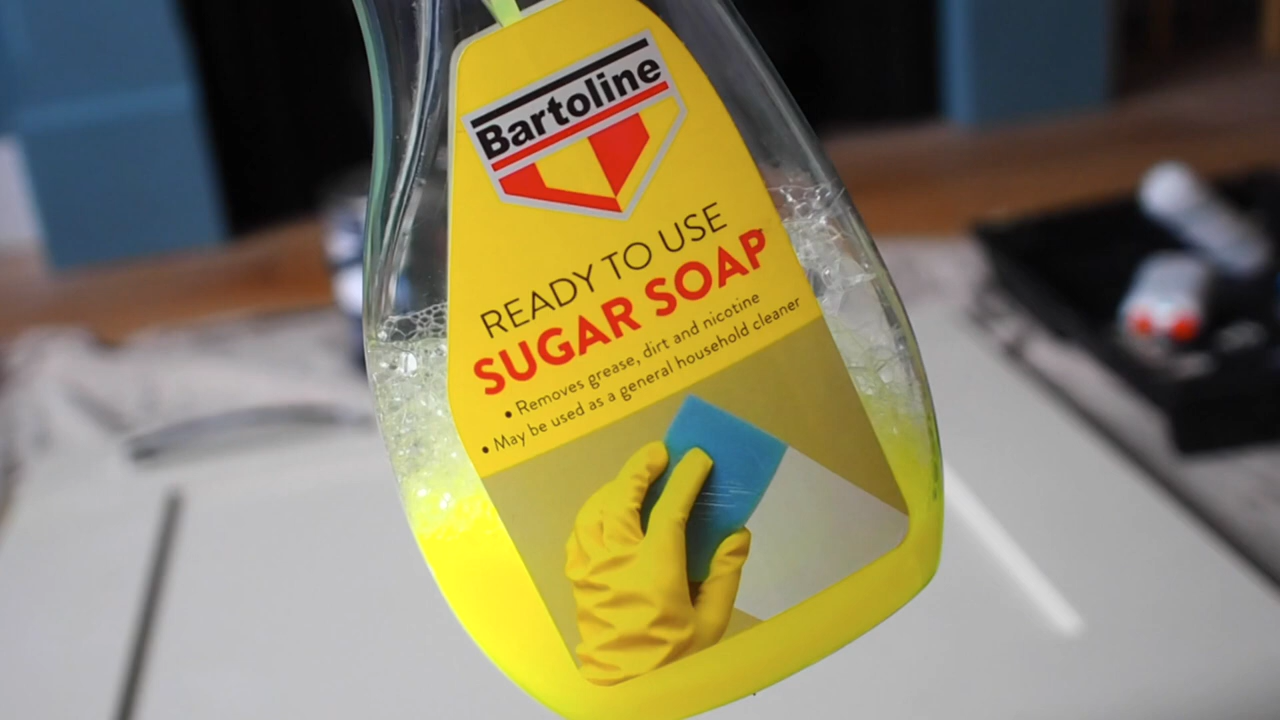 Bartoline
READY TO USE
SUGAR SOAP
• Removes grease, dirt and nicotine
• May be used as a general household cleaner